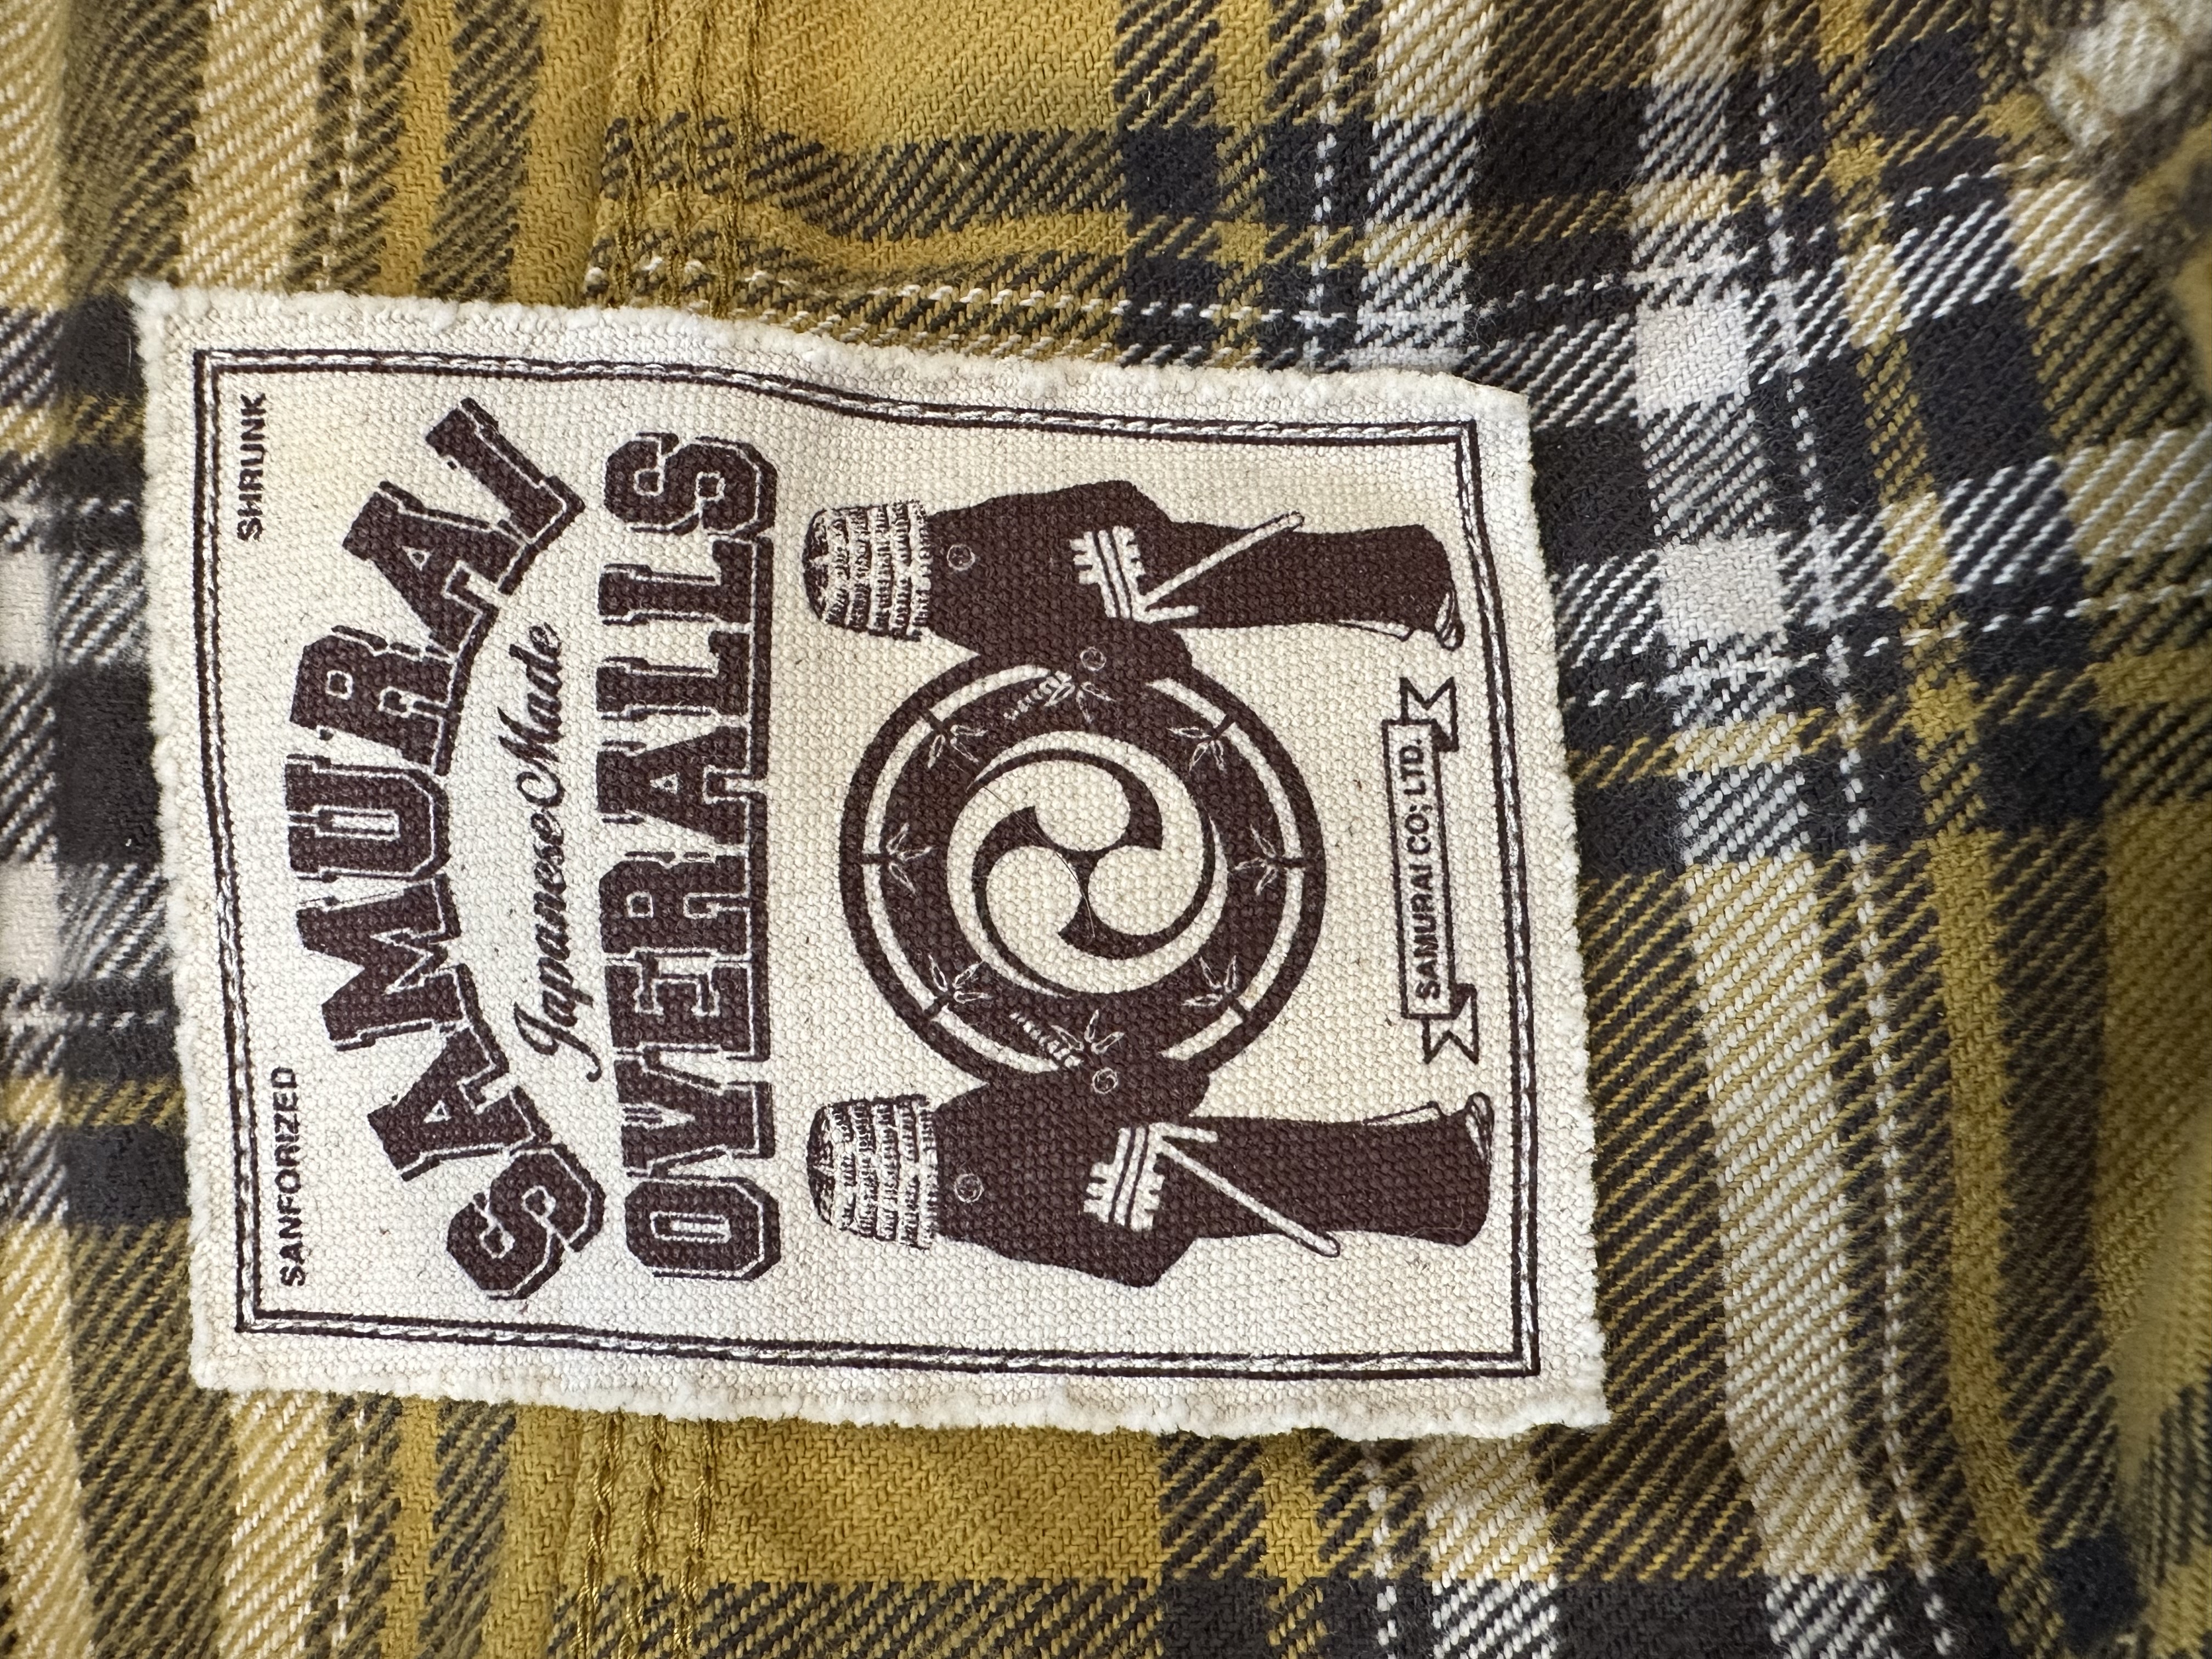 SANFORIZED SHRUNK
SAMURAI
Japanese Made
OVERALLS
SAMURAI CO; LTD.